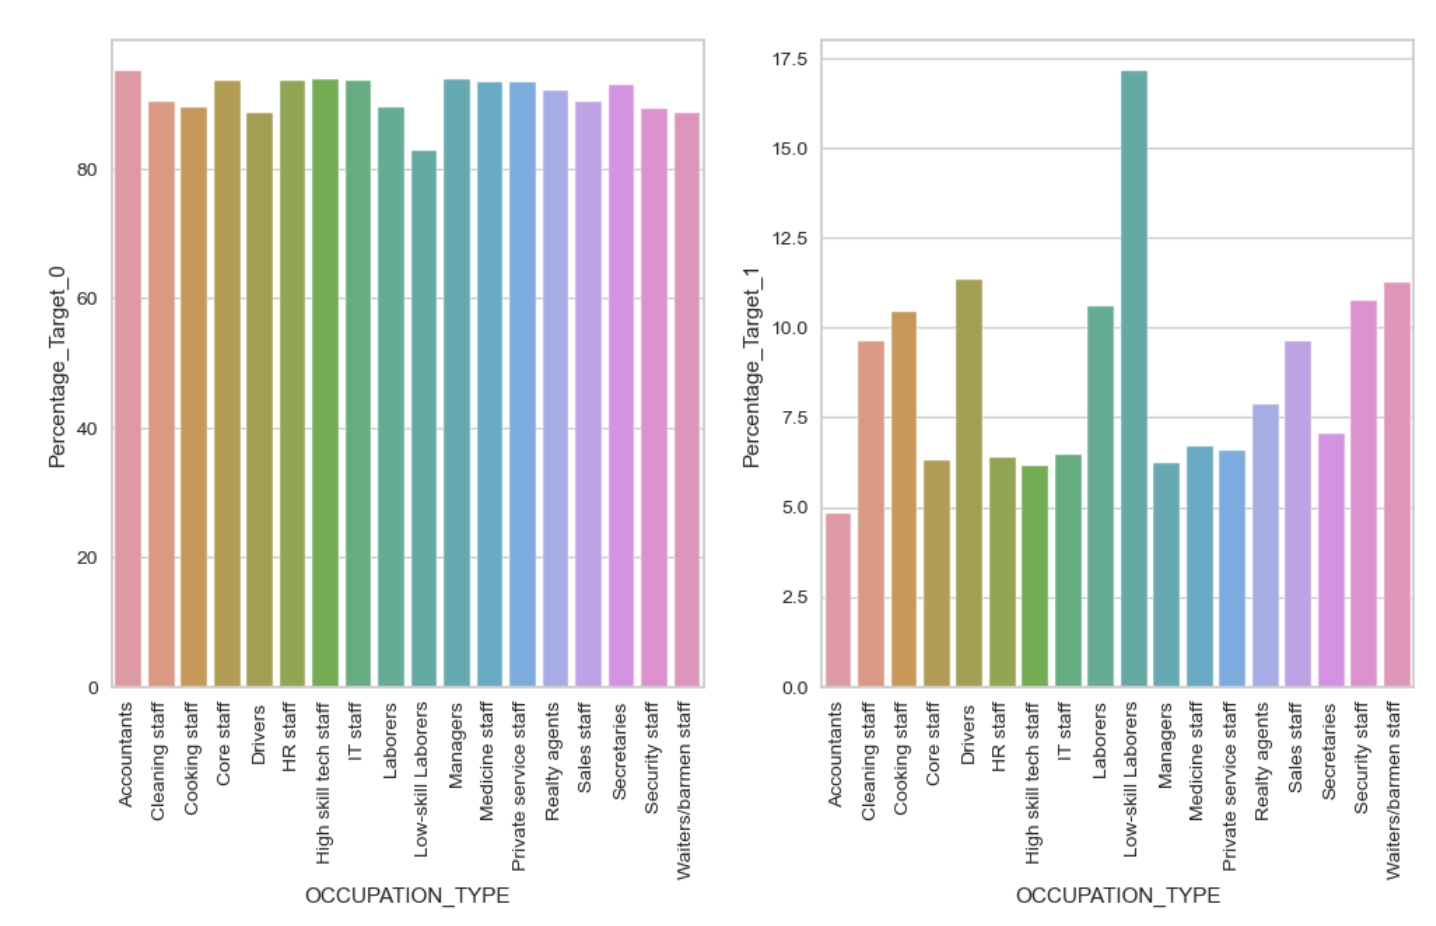 80
60
40
20
0
Percentage_Target_0
Accountants
Cleaning staff
Cooking staff
Core staff
Drivers
HR staff
High skill tech staff
IT staff
Laborers
Low-skill Laborers
Managers
Medicine staff
Private service staff
Realty agents
Sales staff
Secretaries
Security staff
Waiters/barmen staff
OCCUPATION_TYPE
17.5
15.0
12.5
10.0
7.5
5.0
2.5
0.0
Percentage_Target_1
Accountants
Cleaning staff
Cooking staff
Core staff
Drivers
HR staff
High skill tech staff
IT staff
Laborers
Low-skill Laborers
Managers
Medicine staff
Private service staff
Realty agents
Sales staff
Secretaries
Security staff
Waiters/barmen staff
OCCUPATION_TYPE